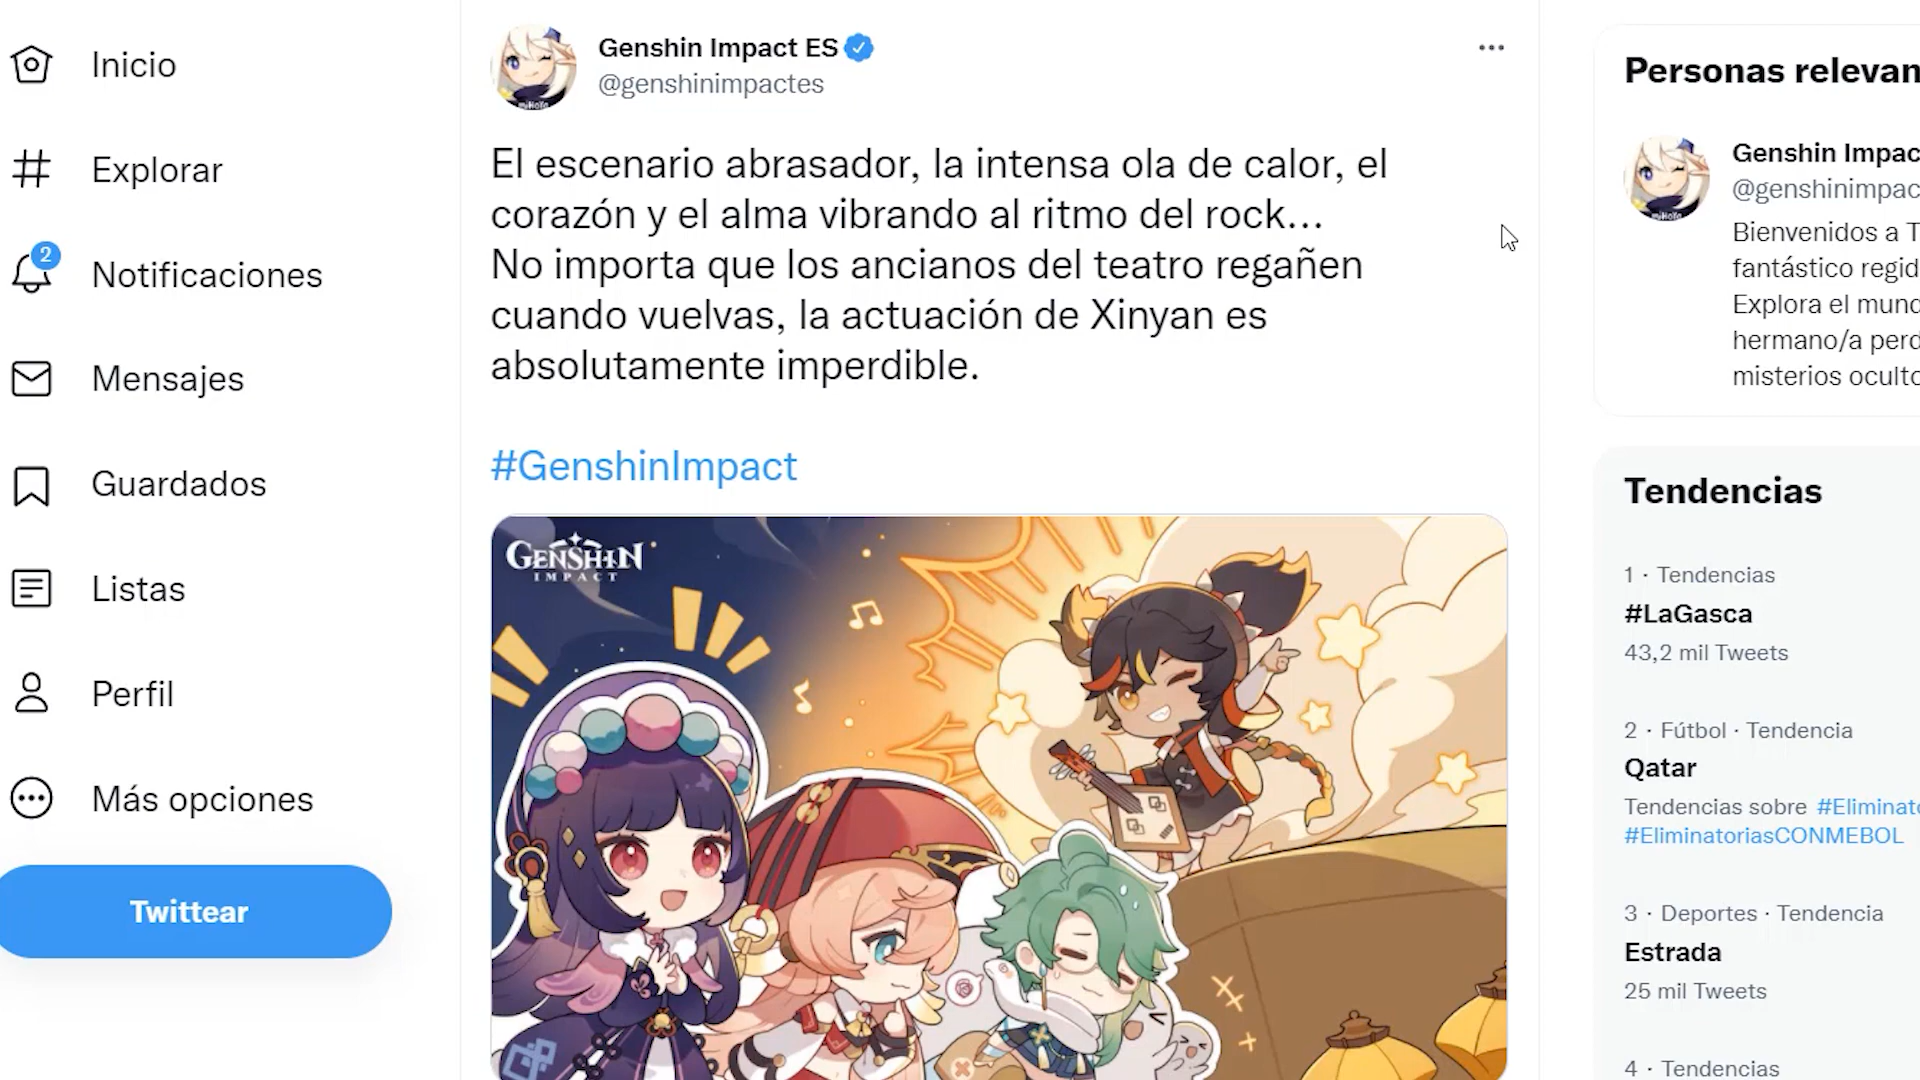 Inicio
Explorar
2
Notificaciones
Mensajes
Guardados
Listas
Perfil
Más opciones
Twittear
Genshin Impact ES
@genshinimpactes
El escenario abrasador, la intensa ola de calor, el
corazón y el alma vibrando al ritmo del rock...
No importa que los ancianos del teatro regañen
cuando vuelvas, la actuación de Xinyan es
absolutamente imperdible.
#GenshinImpact
GENSHIN
IMPACT
Personas relevan
miHoYo
Genshin Impac
@genshinimpac
Bienvenidos a T
fantástico regid
Explora el mund
hermano/a perd
misterios oculto
Tendencias
1 · Tendencias
#LaGasca
43,2 mil Tweets
2 · Fútbol · Tendencia
Qatar
Tendencias sobre #Eliminato
#EliminatoriasCONMEBOL
3 · Deportes · Tendencia
Estrada
25 mil Tweets
4 · Tendencias